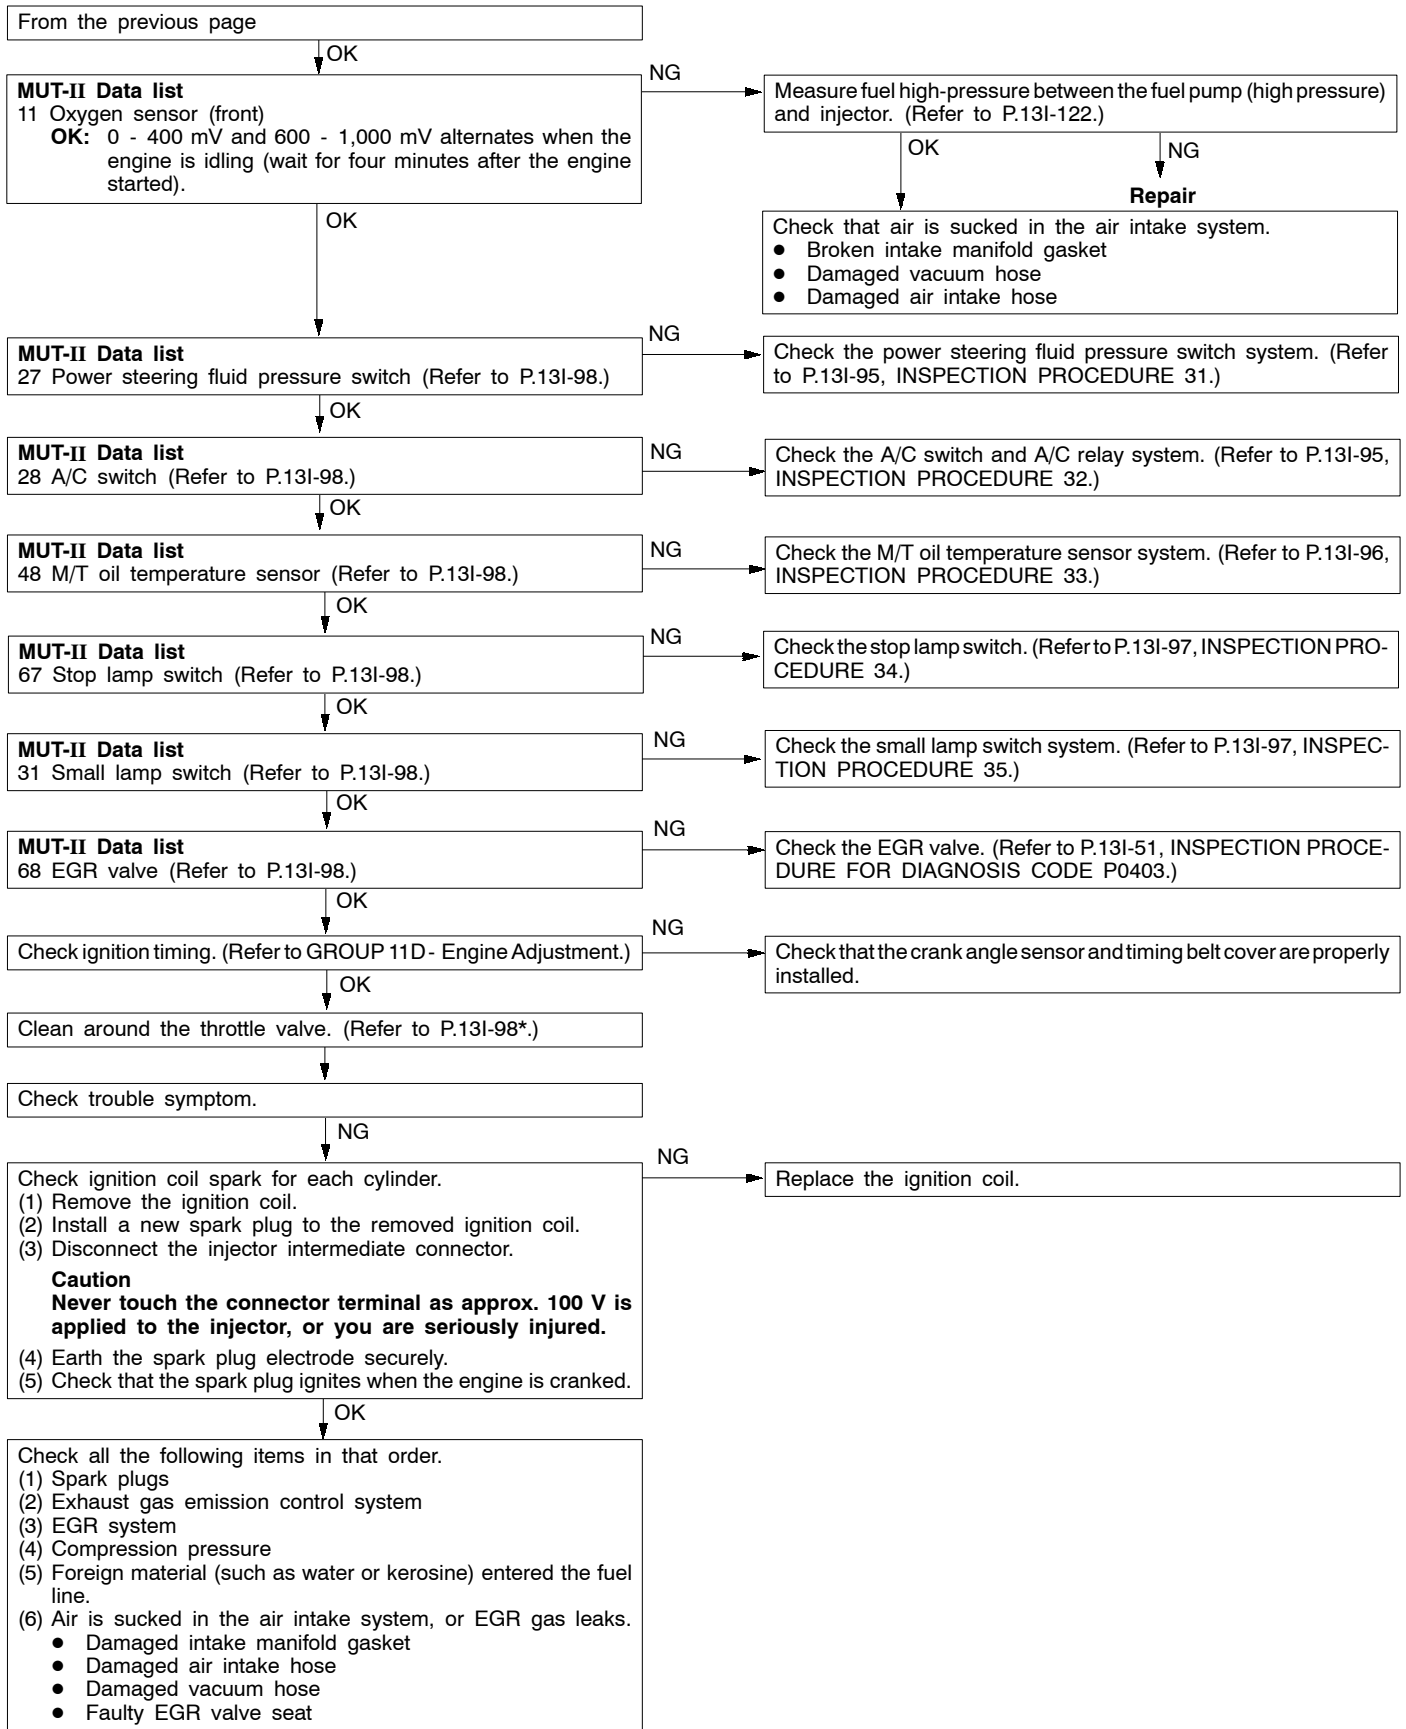 From the previous page
OK
MUT-II Data list
11 Oxygen sensor (front)
OK: 0 - 400 mV and 600 - 1,000 mV alternates when the
engine is idling (wait for four minutes after the engine
started).
NG
Measure fuel high-pressure between the fuel pump (high pressure)
and injector. (Refer to P.13I-122.)
OK
NG
Repair
Check that air is sucked in the air intake system.
● Broken intake manifold gasket
● Damaged vacuum hose
● Damaged air intake hose
OK
MUT-II Data list
27 Power steering fluid pressure switch (Refer to P.13I-98.)
NG
Check the power steering fluid pressure switch system. (Refer
to P.13I-95, INSPECTION PROCEDURE 31.)
OK
MUT-II Data list
28 A/C switch (Refer to P.13I-98.)
NG
Check the A/C switch and A/C relay system. (Refer to P.13I-95,
INSPECTION PROCEDURE 32.)
OK
MUT-II Data list
48 M/T oil temperature sensor (Refer to P.13I-98.)
NG
Check the M/T oil temperature sensor system. (Refer to P.13I-96,
INSPECTION PROCEDURE 33.)
OK
MUT-II Data list
67 Stop lamp switch (Refer to P.13I-98.)
NG
Check the stop lamp switch. (Refer to P.13I-97, INSPECTION PRO-
CEDURE 34.)
OK
MUT-II Data list
31 Small lamp switch (Refer to P.13I-98.)
NG
Check the small lamp switch system. (Refer to P.13I-97, INSPEC-
TION PROCEDURE 35.)
OK
MUT-II Data list
68 EGR valve (Refer to P.13I-98.)
NG
Check the EGR valve. (Refer to P.13I-51, INSPECTION PROCE-
DURE FOR DIAGNOSIS CODE P0403.)
OK
Check ignition timing. (Refer to GROUP 11D - Engine Adjustment.)
NG
Check that the crank angle sensor and timing belt cover are properly
installed.
OK
Clean around the throttle valve. (Refer to P.13I-98*.)
Check trouble symptom.
NG
Check ignition coil spark for each cylinder.
(1) Remove the ignition coil.
(2) Install a new spark plug to the removed ignition coil.
(3) Disconnect the injector intermediate connector.
Caution
Never touch the connector terminal as approx. 100 V is
applied to the injector, or you are seriously injured.
(4) Earth the spark plug electrode securely.
(5) Check that the spark plug ignites when the engine is cranked.
NG
Replace the ignition coil.
OK
Check all the following items in that order.
(1) Spark plugs
(2) Exhaust gas emission control system
(3) EGR system
(4) Compression pressure
(5) Foreign material (such as water or kerosine) entered the fuel
line.
(6) Air is sucked in the air intake system, or EGR gas leaks.
● Damaged intake manifold gasket
● Damaged air intake hose
● Damaged vacuum hose
● Faulty EGR valve seat